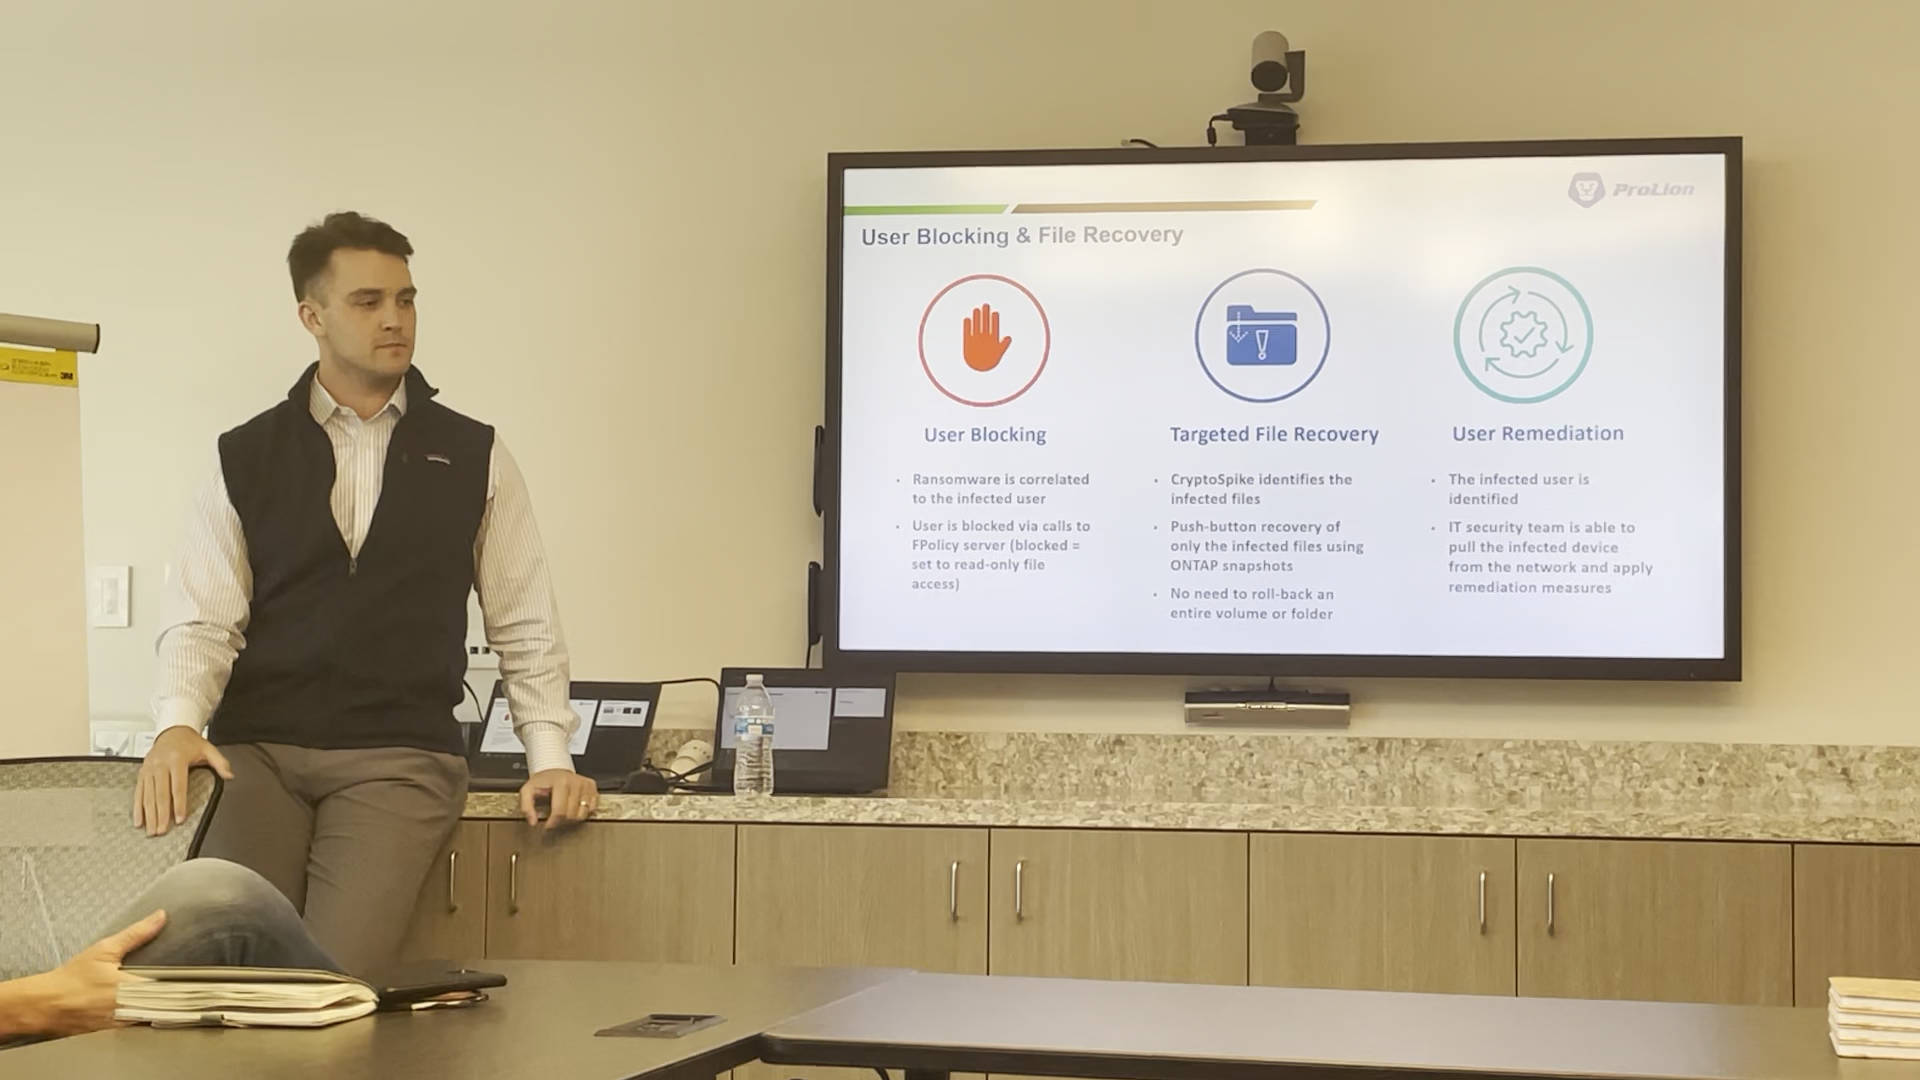 ProLion
User Blocking & File Recovery
User Blocking
Ransomware is correlated
to the infected user
User is blocked via calls to
FPolicy server (blocked =
set to read-only file
access)
Targeted File Recovery
CryptoSpike identifies the
infected files
Push-button recovery of
only the infected files using
ONTAP snapshots
No need to roll-back an
entire volume or folder
User Remediation
The infected user is
identified
IT security team is able to
pull the infected device
from the network and apply
remediation measures
3M